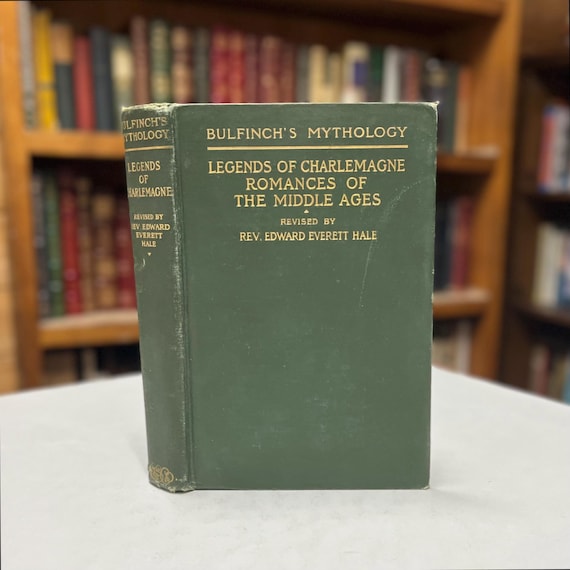 BULFINCH'S
MYTHOLOGY
LEGENDS
OF
CHARLEMAGNE
REVISED BY
REV. EDWARD
EVERETT
HALE
BULFINCH'S MYTHOLOGY
LEGENDS OF CHARLEMAGNE
ROMANCES OF
THE MIDDLE AGES
REVISED BY
REV. EDWARD EVERETT HALE